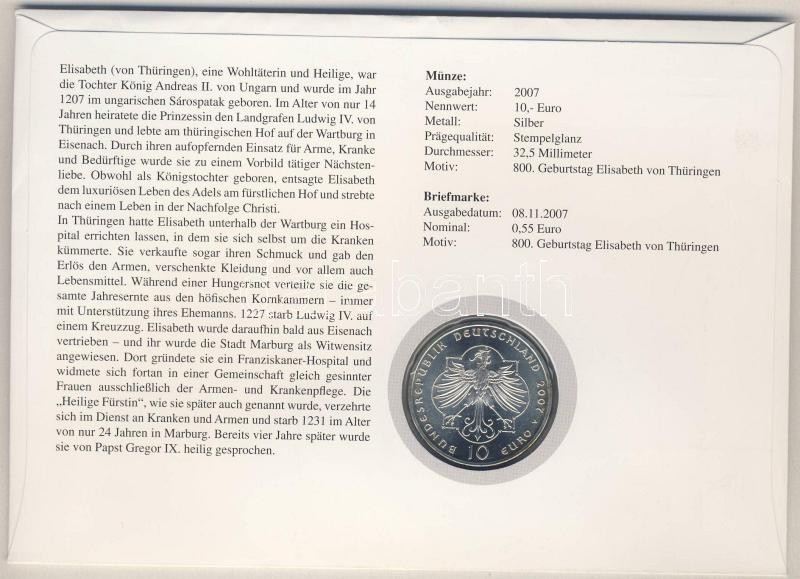 Elisabeth (von Thüringen), eine Wohltäterin und Heilige, war
die Tochter König Andreas II. von Ungarn und wurde im Jahr
1207 im ungarischen Sárospatak geboren. Im Alter von nur 14
Jahren heiratete die Prinzessin den Landgrafen Ludwig IV. von
Thüringen und lebte am thüringischen Hof auf der Wartburg in
Eisenach. Durch ihren aufopfernden Einsatz für Arme, Kranke
und Bedürftige wurde sie zu einem Vorbild tätiger Nächsten-
liebe. Obwohl als Königstochter geboren, entsagte Elisabeth
dem luxuriösen Leben des Adels am fürstlichen Hof und strebte
nach einem Leben in der Nachfolge Christi.
In Thüringen hatte Elisabeth unterhalb der Wartburg ein Hos-
pital errichten lassen, in dem sie sich selbst um die Kranken
kümmerte. Sie verkaufte sogar ihren Schmuck und gab den
Erlös den Armen, verschenkte Kleidung und vor allem auch
Lebensmittel. Während einer Hungersnot verteilte sie die ge-
samte Jahresernte aus den höfischen Kornkammern – immer
mit Unterstützung ihres Ehemanns. 1227 starb Ludwig IV. auf
einem Kreuzzug. Elisabeth wurde daraufhin bald aus Eisenach
vertrieben – und ihr wurde die Stadt Marburg als Witwensitz
angewiesen. Dort gründete sie ein Franziskaner-Hospital und
widmete sich fortan in einer Gemeinschaft gleich gesinnter
Frauen ausschließlich der Armen- und Krankenpflege. Die
„Heilige Fürstin“, wie sie später auch genannt wurde, verzehrte
sich im Dienst an Kranken und Armen und starb 1231 im Alter
von nur 24 Jahren in Marburg. Bereits vier Jahre später wurde
sie von Papst Gregor IX. heilig gesprochen.
Münze:
Ausgabejahr: 2007
Nennwert: 10,- Euro
Metall: Silber
Prägequalität: Stempelglanz
Durchmesser: 32,5 Millimeter
Motiv: 800. Geburtstag Elisabeth von Thüringen
Briefmarke:
Ausgabedatum: 08.11.2007
Nominal: 0,55 Euro
Motiv: 800. Geburtstag Elisabeth von Thüringen
BUNDESREPUBLIK DEUTSCHLAND 2007 A
10 EURO